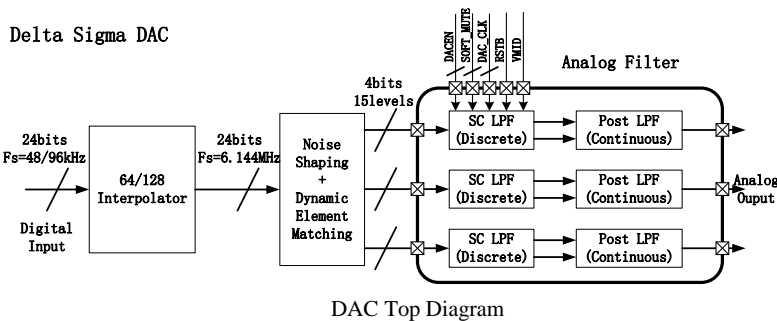 Delta Sigma DAC
DACEN
SOFT_MUTE
DAC_CLK
RSTB
VMID
Analog Filter
4bits
15levels
24bits
Fs=48/96kHz
64/128
Interpolator
24bits
Fs=6.144MHz
Noise
Shaping
+
Dynamic
Element
Matching
Digital
Input
SC LPF
(Discrete)
Post LPF
(Continuous)
SC LPF
(Discrete)
Post LPF
(Continuous)
Analog
Ouput
SC LPF
(Discrete)
Post LPF
(Continuous)
DAC Top Diagram